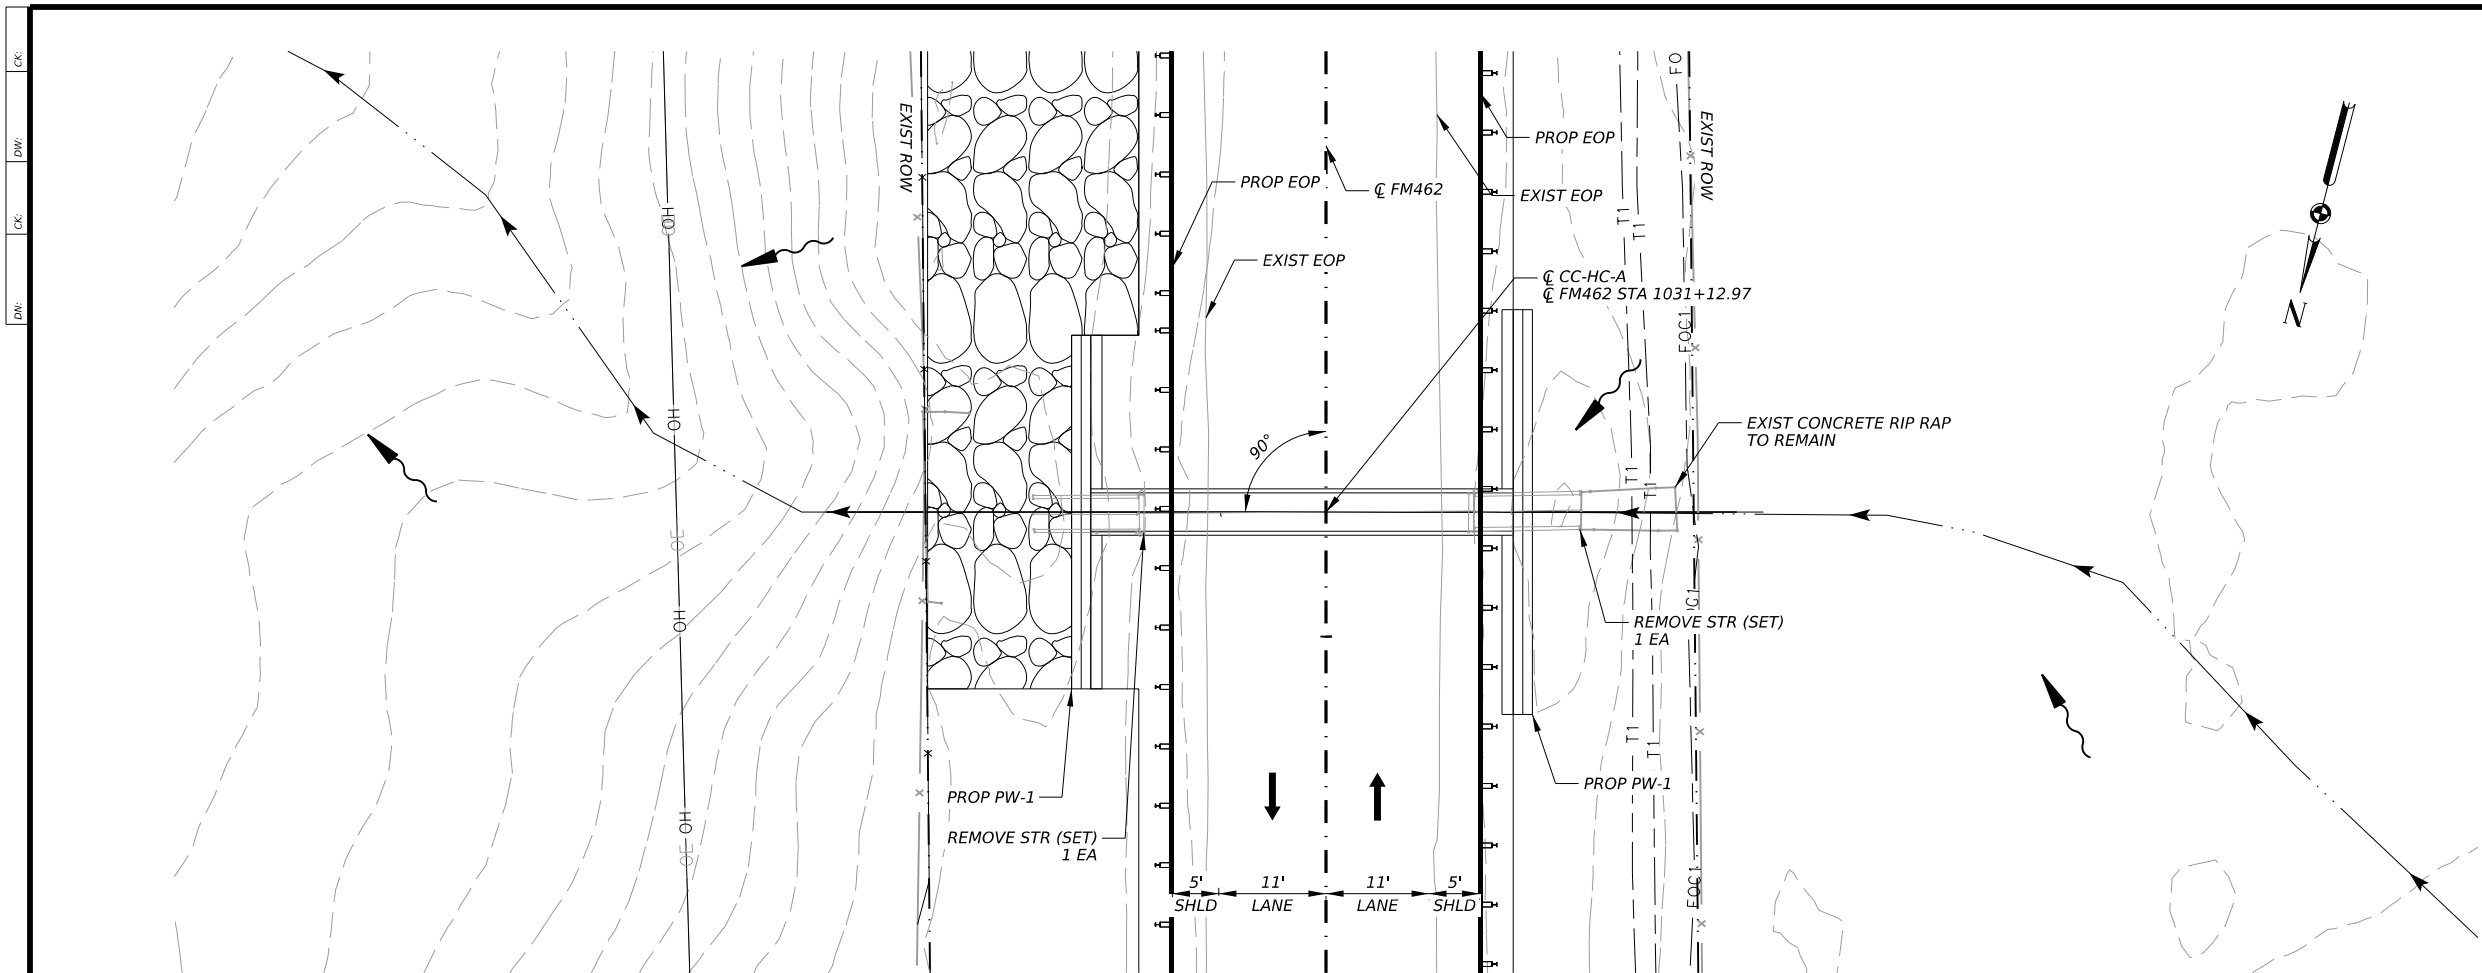 CK:
DW:
CK:
DN:
EXIST ROW
OH
OH
OE
OH
OH
OE
PROP EOP
EXIST EOP
℄ FM462
PROP EOP
EXIST EOP
℄ CC-HC-A
℄ FM462 STA 1031+12.97
90°
FO
EXIST ROW
T1
T1
FOC1
T1
T1
T1
T1
FOC1
N
EXIST CONCRETE RIP RAP
TO REMAIN
REMOVE STR (SET)
1 EA
PROP PW-1
PROP PW-1
REMOVE STR (SET)
1 EA
5' 11' 11' 5'
SHLD LANE LANE SHLD